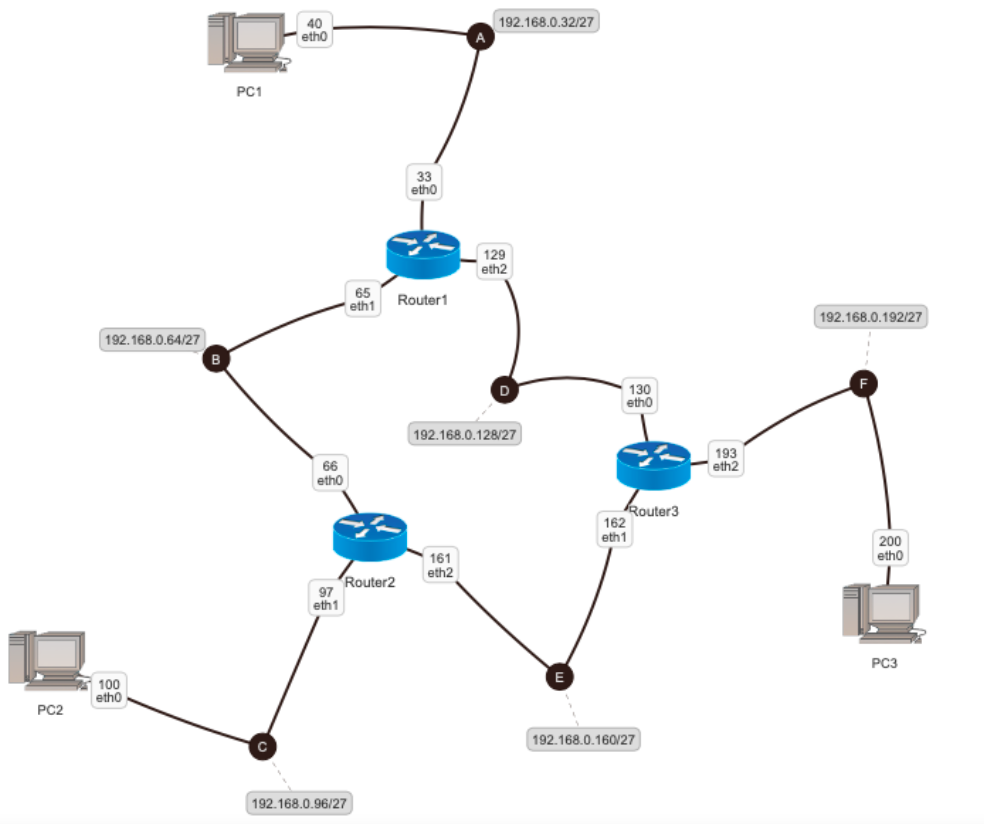 40
eth0
A
192.168.0.32/27
PC1
33
eth0
129
eth2
65
eth1
Router1
192.168.0.64/27
B
192.168.0.192/27
F
D
130
eth0
192.168.0.128/27
193
eth2
66
eth0
Router3
162
eth1
161
eth2
Router2
97
eth1
200
eth0
PC3
100
eth0
PC2
E
C
192.168.0.160/27
192.168.0.96/27